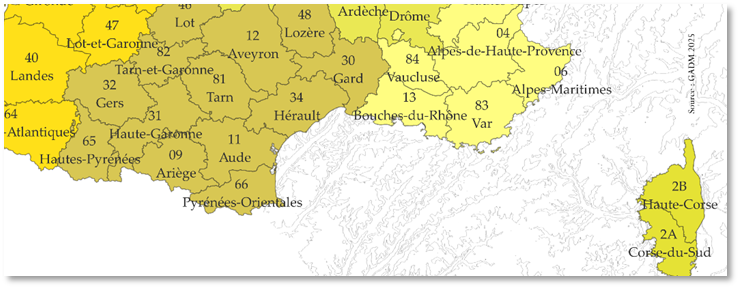 46
Lot
47
Lot-et-Garonne
48
Lozère
Ardèche
Drôme
04
Alpes-de-Haute-Provence
40
Landes
82
Tarn-et-Garonne
12
Aveyron
30
Gard
84
Vaucluse
06
Alpes-Maritimes
32
Gers
81
Tarn
34
Hérault
13
Bouches-du-Rhône
83
Var
64
-Atlantiques
31
Haute-Garonne
65
Hautes-Pyrénées
09
Ariège
11
Aude
66
Pyrénées-Orientales
2B
Haute-Corse
2A
Corse-du-Sud
Source : GADM 2025